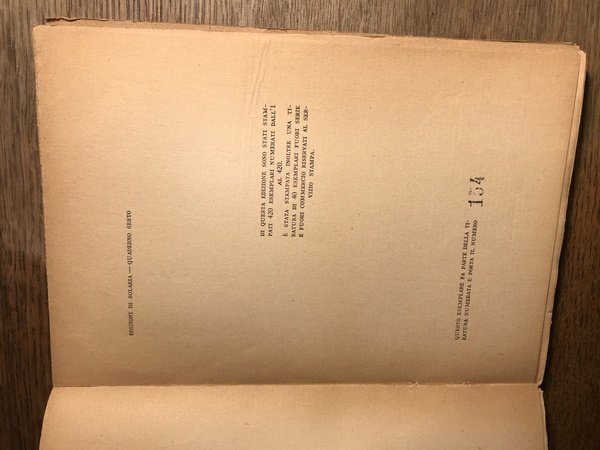 EDIZIONI DI SOLARIA — QUADERNO SESTO
DI QUESTA EDIZIONE SONO STATI STAM-
PATI 420 ESEMPLARI NUMERATI DALL'1
AL 420.
È STATA STAMPATA INOLTRE UNA TI-
RATURA DI 40 ESEMPLARI FUORI SERIE
E FUORI COMMERCIO RISERVATI AL SER-
VIZIO STAMPA.
QUESTO ESEMPLARE FA PARTE DELLA TI-
RATURA NUMERATA E PORTA IL NUMERO
154